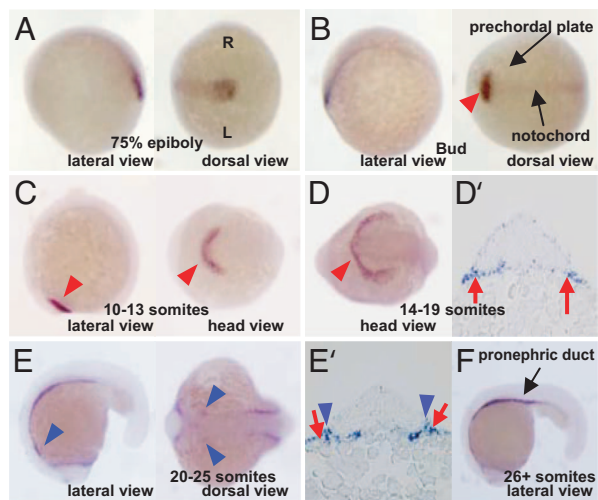 A
R
L
75% epiboly
lateral view
dorsal view
B
prechordal plate
notochord
Bud
lateral view
dorsal view
C
10-13 somites
lateral view
head view
D
14-19 somites
head view
D'
E
20-25 somites
lateral view
dorsal view
E'
F
pronephric duct
26+ somites
lateral view